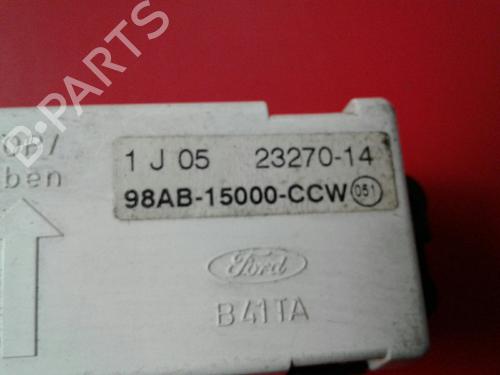 B-PARTS
ben
1 J 05 23270-14
98AB-15000-CCW 051
Ford
B41TA